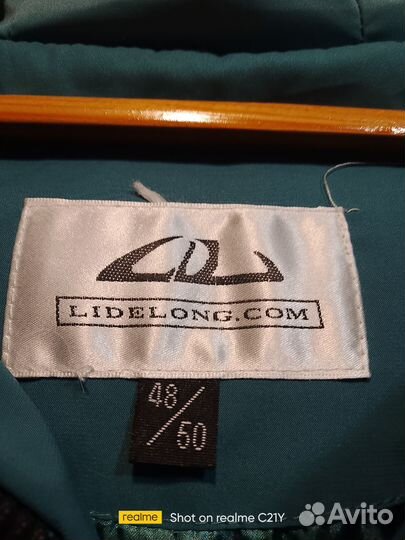 LIDELONG.COM
48/50
realme Shot on realme C21Y
Avito